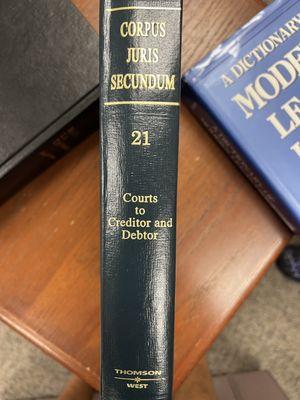 CORPUS
JURIS
SECUNDUM
21
Courts
to
Creditor and
Debtor
THOMSON
WEST
A DICTIONARY
MODE
LE